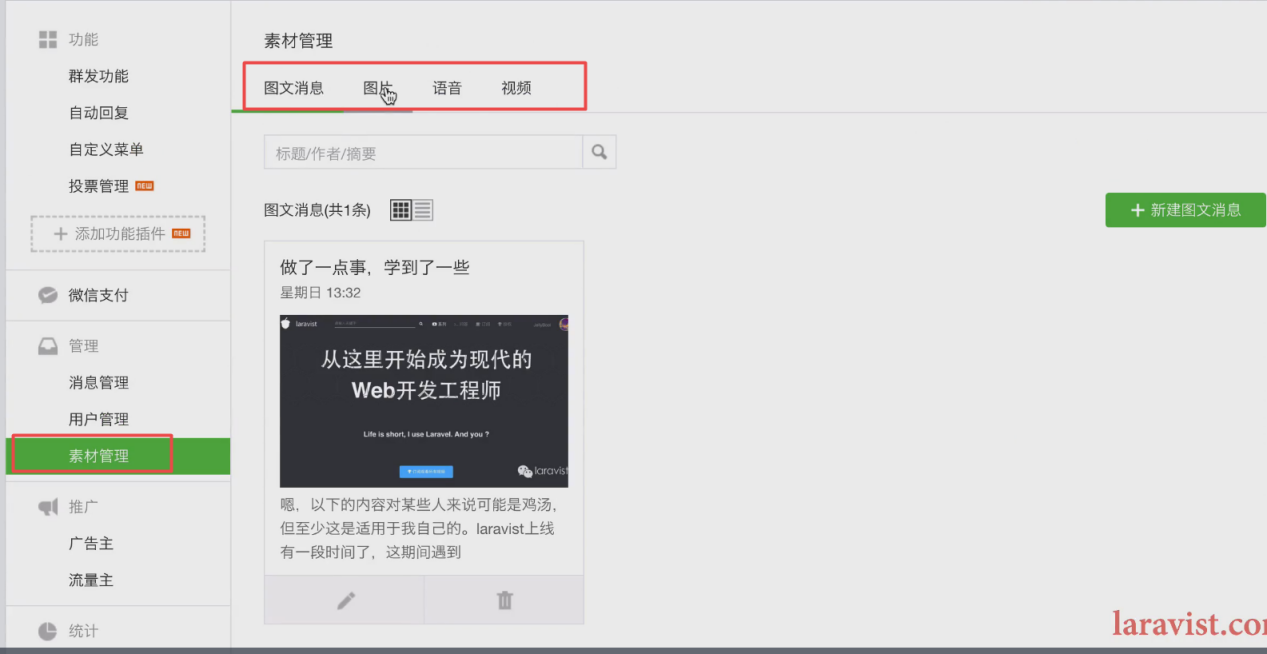 功能
群发功能
自动回复
自定义菜单
投票管理 NEW
添加功能插件 NEW
微信支付
管理
消息管理
用户管理
素材管理
推广
广告主
流量主
统计
素材管理
图文消息 图片 语音 视频
标题/作者/摘要
图文消息(共1条)
新建图文消息
做了一点事，学到了一些
星期日 13:32
laravist
从这里开始成为现代的
Web开发工程师
Life is short, I use Laravel. And you ?
laravist
嗯，以下的内容对某些人来说可能是鸡汤，
但至少这是适用于我自己的。laravist上线
有一段时间了，这期间遇到
laravist.co